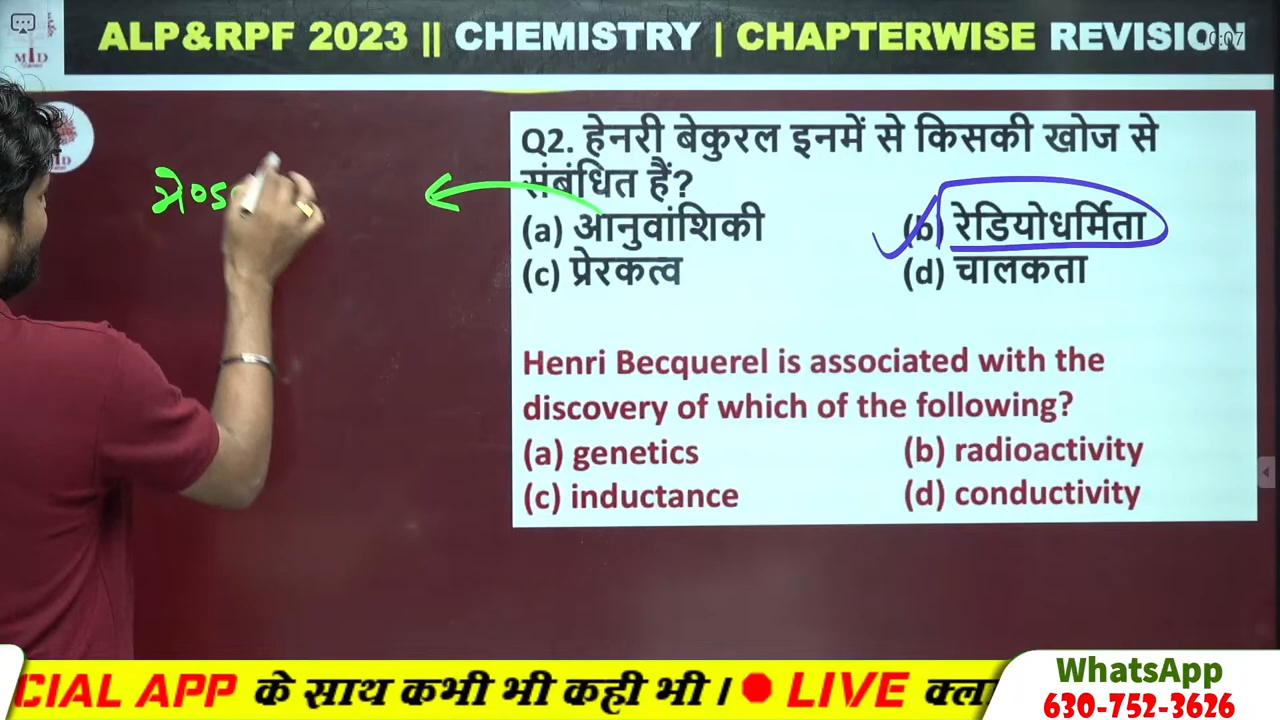 ALP&RPF 2023 || CHEMISTRY | CHAPTERWISE REVISION
Q2. हेनरी बेकुरल इनमें से किसकी खोज से
संबंधित हैं?
(a) आनुवांशिकी (b) रेडियोधर्मिता
(c) प्रेरकत्व (d) चालकता
Henri Becquerel is associated with the
discovery of which of the following?
(a) genetics (b) radioactivity
(c) inductance (d) conductivity
CIAL APP के साथ कभी भी कही भी । LIVE क्ला
WhatsApp
630-752-3626